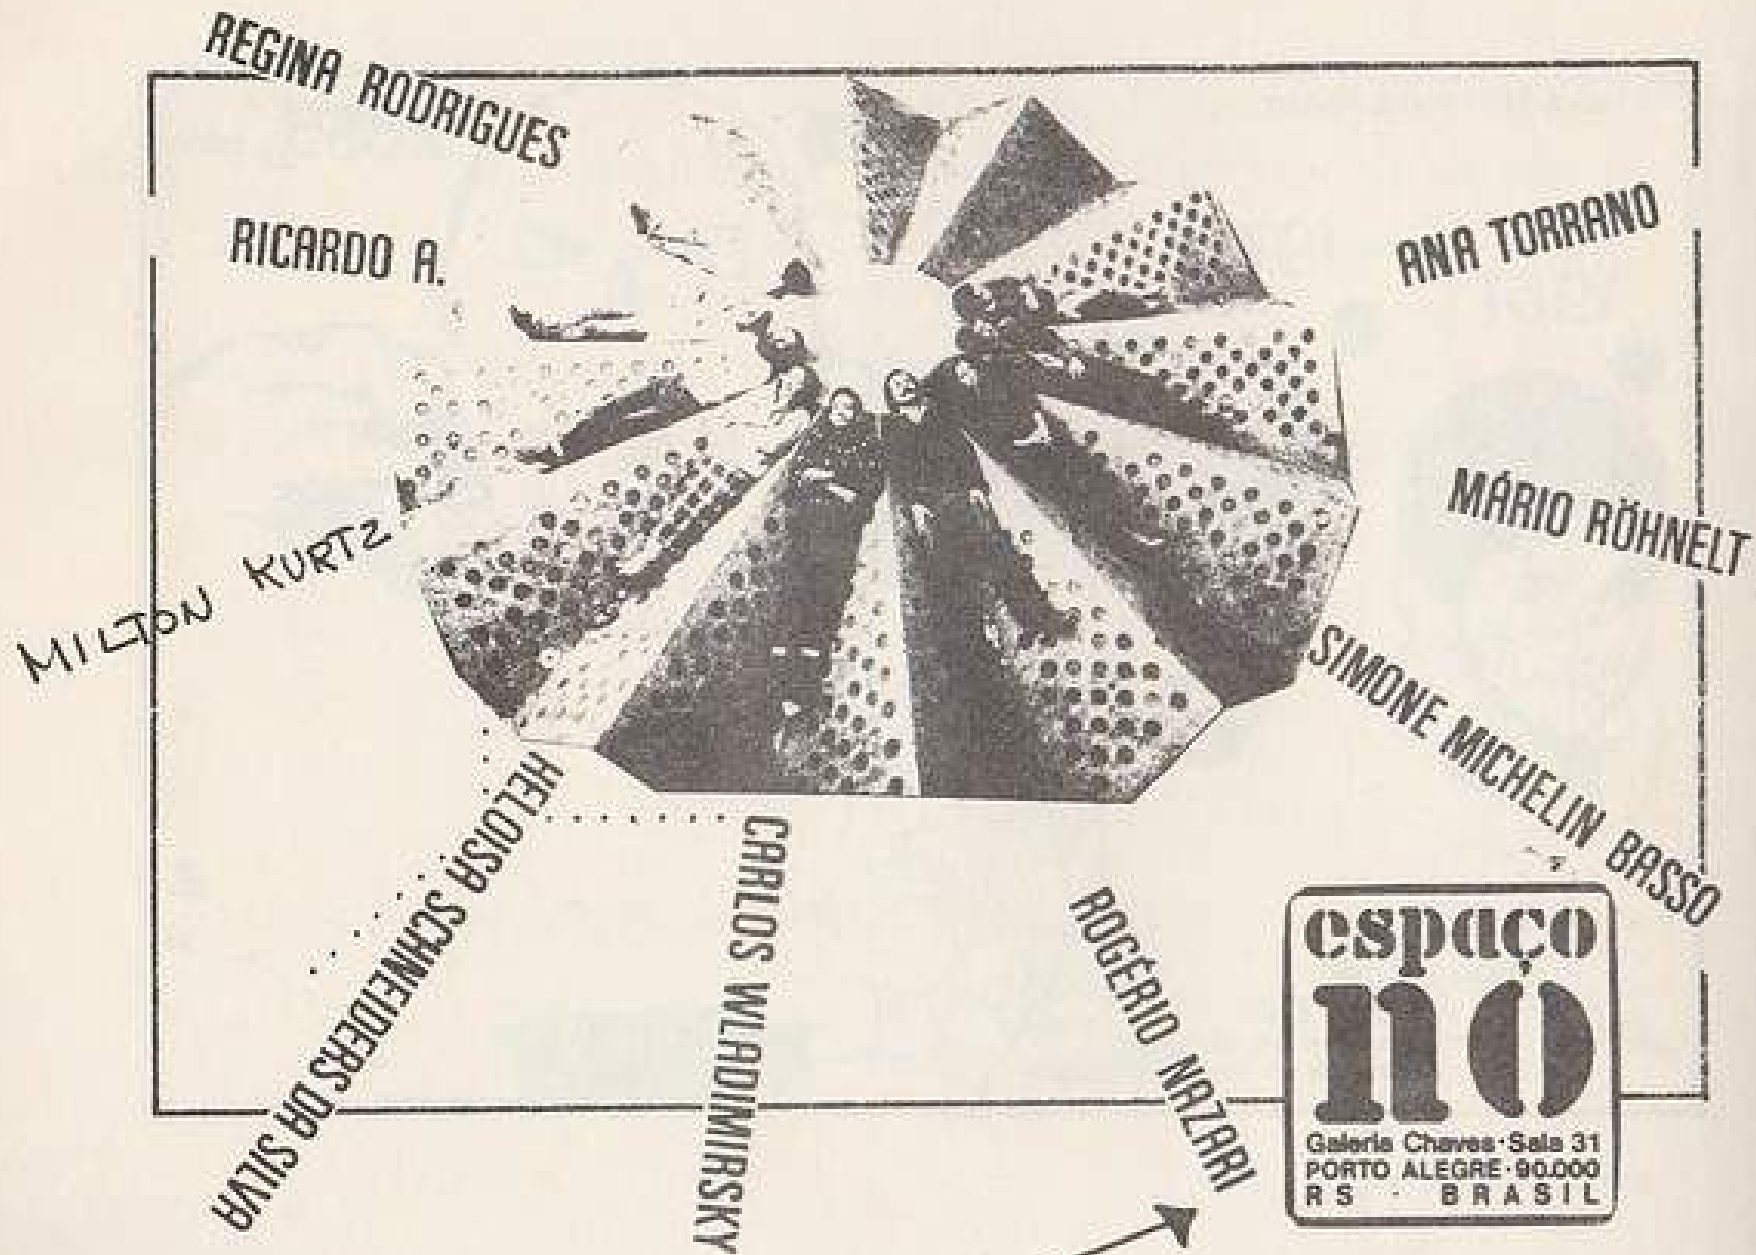 REGINA RODRIGUES
RICARDO A.
ANA TORRANO
MÁRIO RÖHNELT
MILTON KURTZ
SIMONE MICHELIN BASSO
HELOISA SCHNEIDERS DA SILVA
CARLOS WLADIMIRSKY
ROGÉRIO NAZARI
espaço
nO
Galeria Chaves·Sala 31
PORTO ALEGRE·90.000
RS · BRASIL